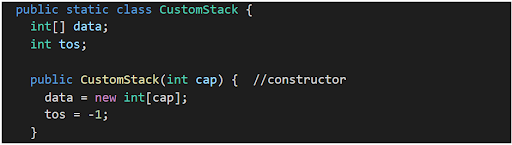 public static class CustomStack {
int[] data;
int tos;
public CustomStack(int cap) {  //constructor
data = new int[cap];
tos = -1;
}